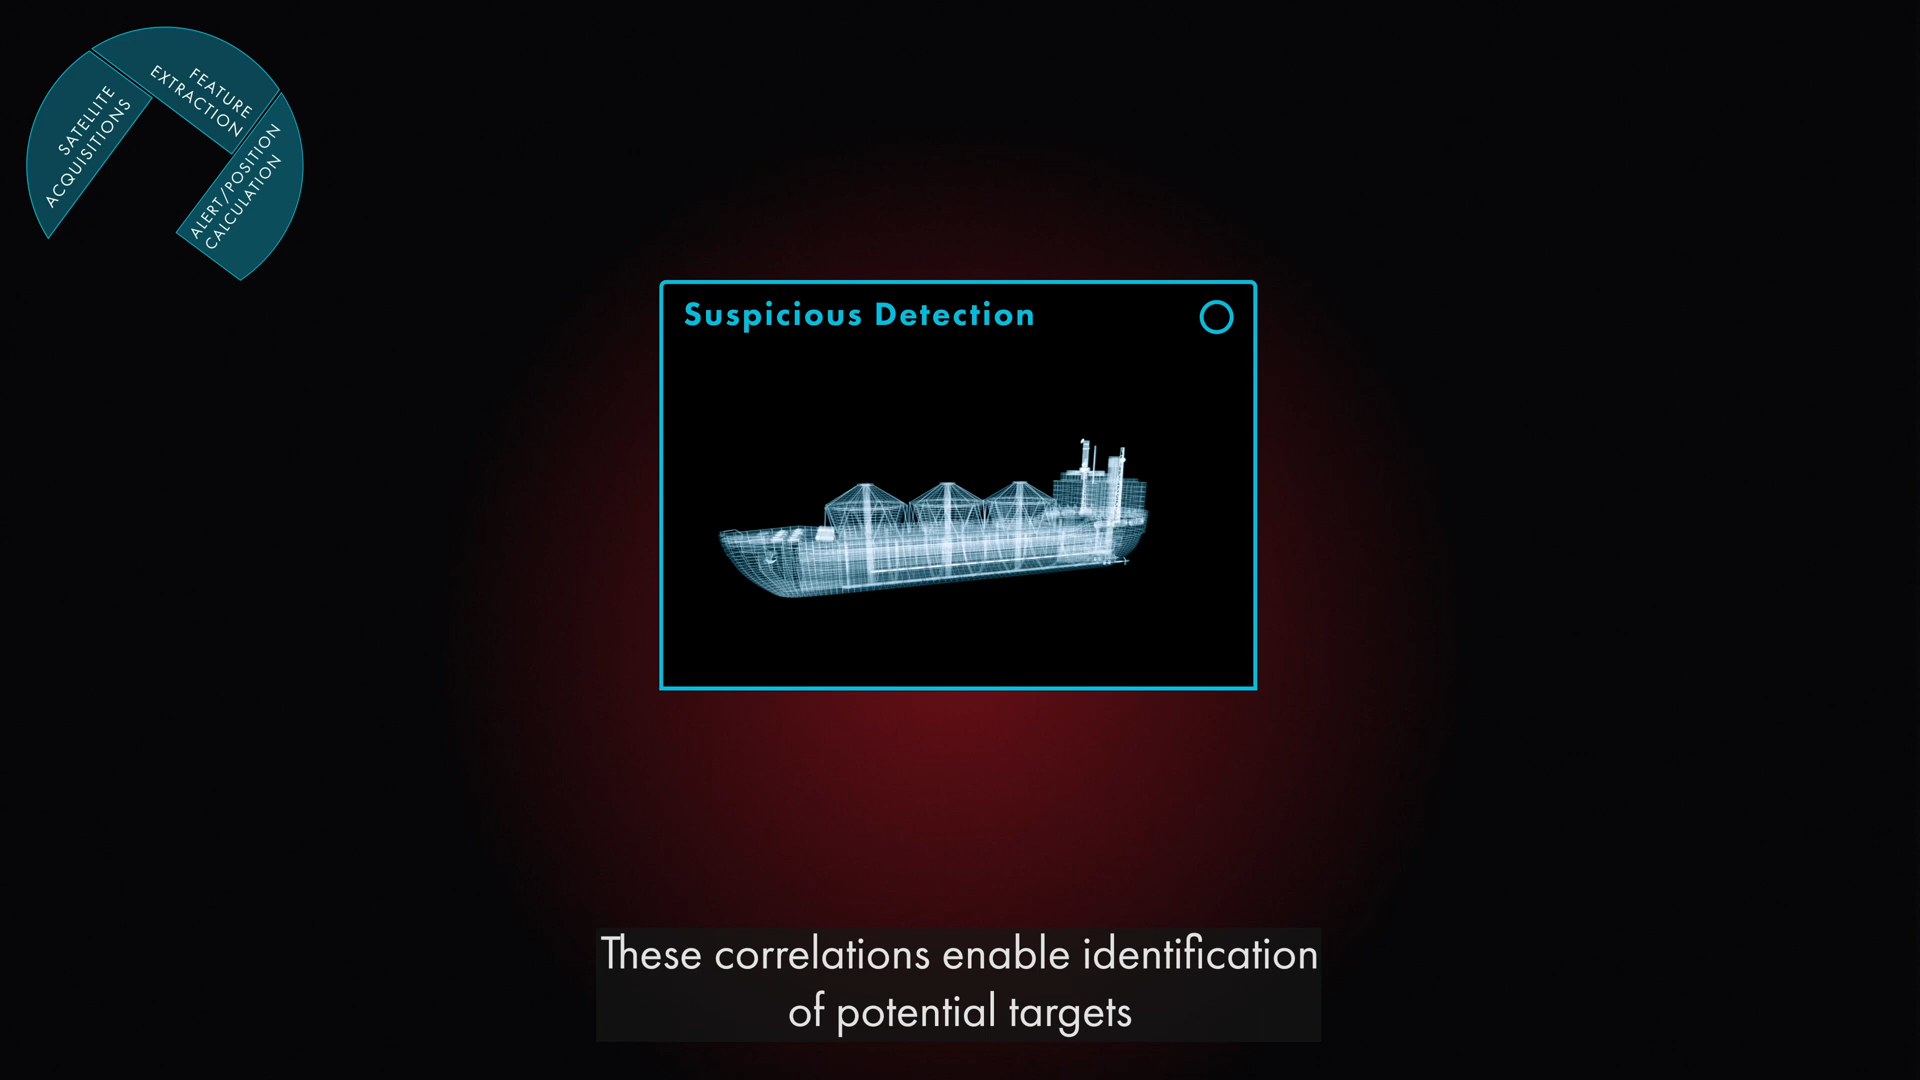 SATELLITE
ACQUISITIONS
FEATURE
EXTRACTION
ALERT/POSITION
CALCULATION
Suspicious Detection
These correlations enable identification
of potential targets